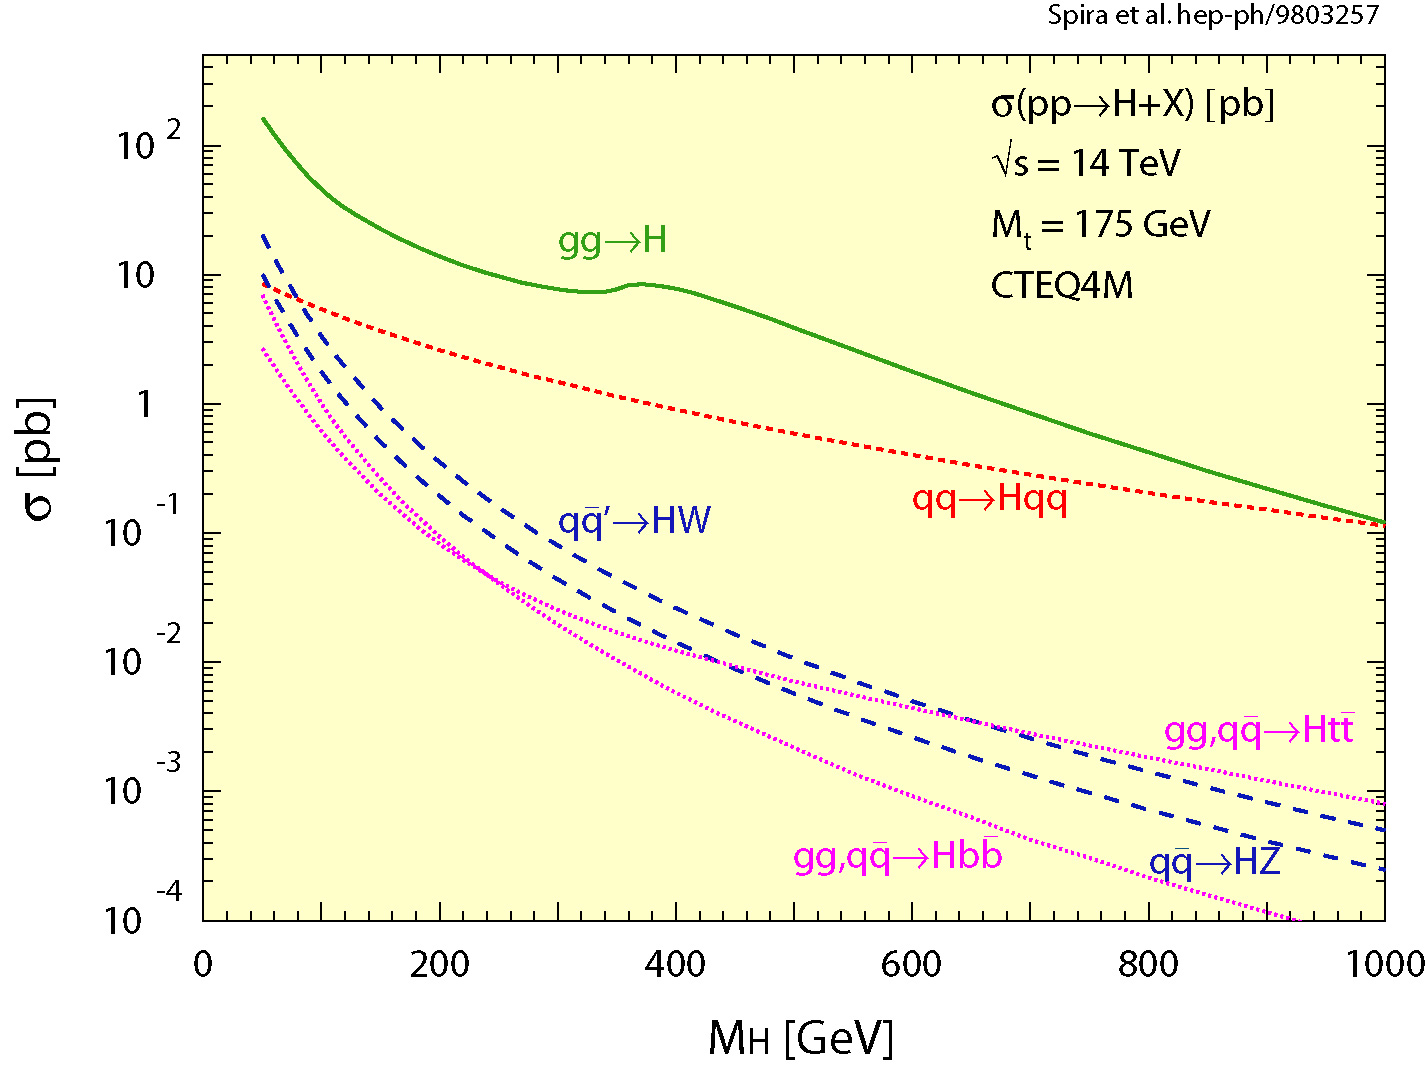 Spira et al. hep-ph/9803257
σ(pp→H+X) [pb]
√s = 14 TeV
Mₜ = 175 GeV
CTEQ4M
gg→H
qq→Hqq
qq̄′→HW
gg,qq̄→Htt̄
gg,qq̄→Hbb̄
qq̄→HZ
σ [pb]
10²
10
1
10⁻¹
10⁻²
10⁻³
10⁻⁴
0 200 400 600 800 1000
MH [GeV]